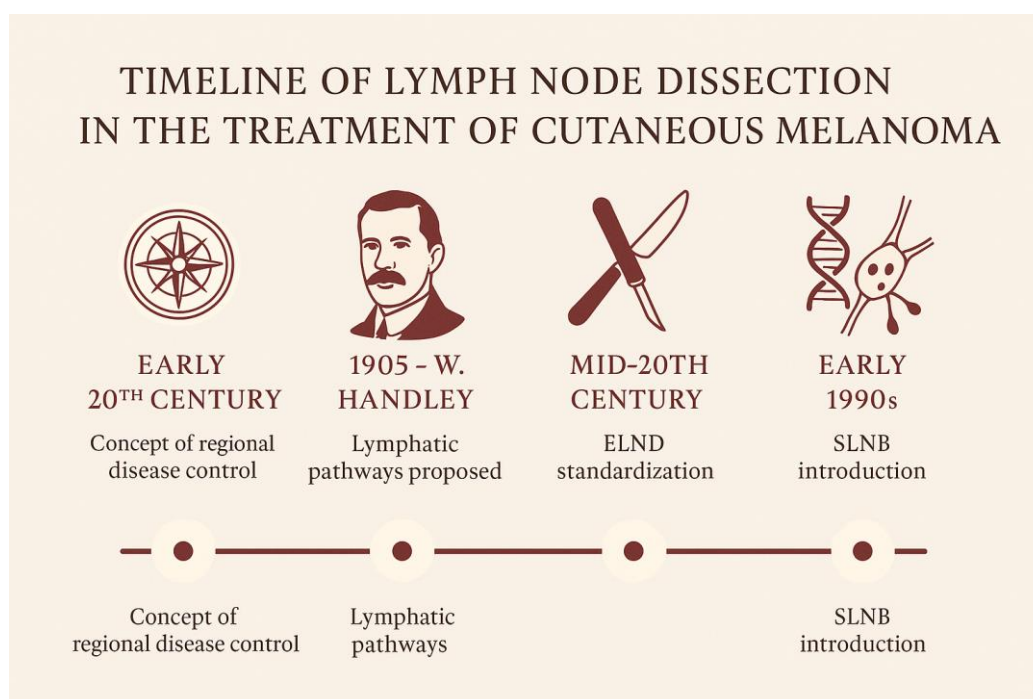 TIMELINE OF LYMPH NODE DISSECTION
IN THE TREATMENT OF CUTANEOUS MELANOMA
EARLY
20TH CENTURY
Concept of regional
disease control
1905 – W.
HANDLEY
Lymphatic
pathways proposed
MID–20TH
CENTURY
ELND
standardization
EARLY
1990s
SLNB
introduction
Concept of
regional disease control
Lymphatic
pathways
SLNB
introduction